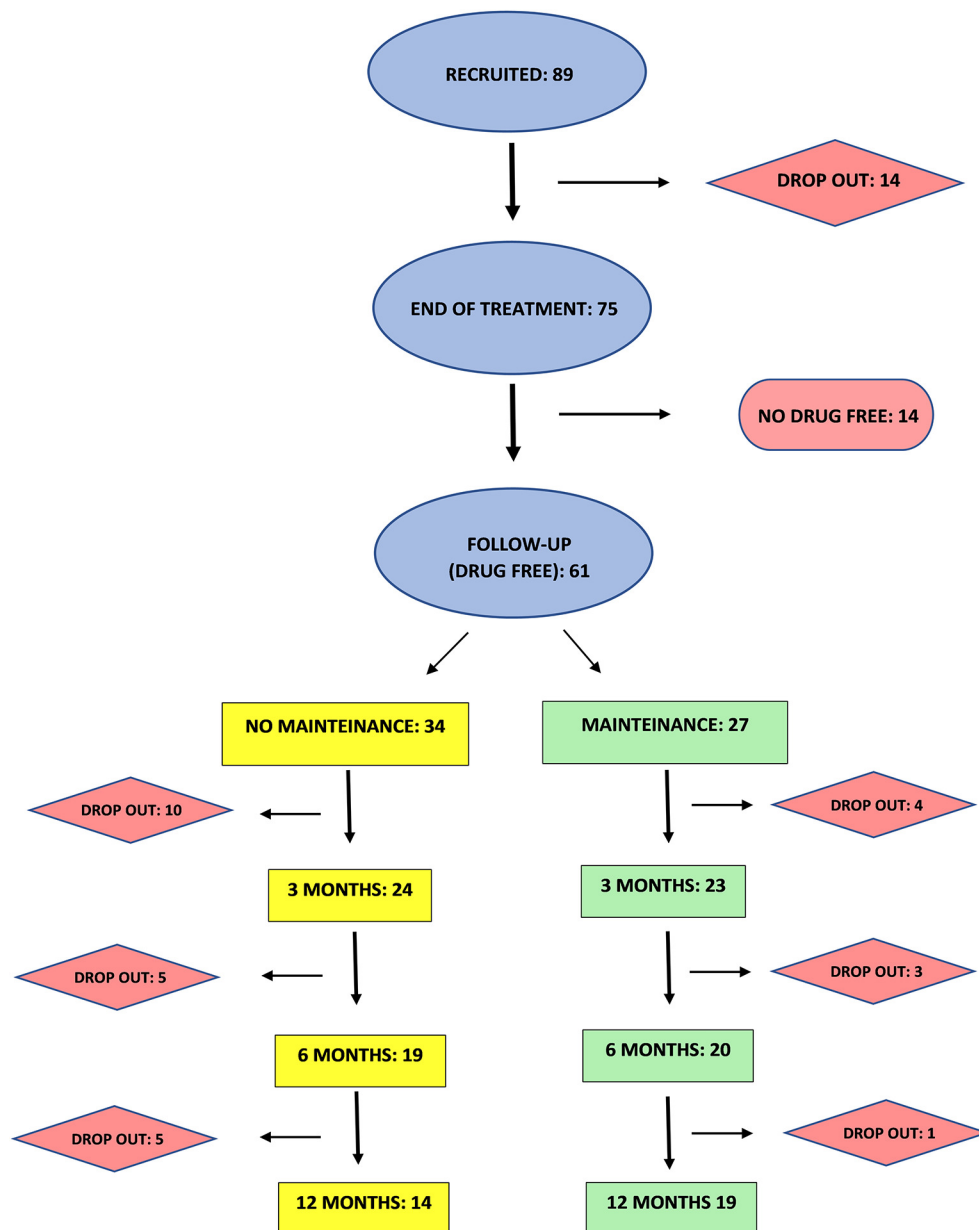 RECRUITED: 89
DROP OUT: 14
END OF TREATMENT: 75
NO DRUG FREE: 14
FOLLOW-UP
(DRUG FREE): 61
NO MAINTEINANCE: 34
MAINTEINANCE: 27
DROP OUT: 10
DROP OUT: 4
3 MONTHS: 24
3 MONTHS: 23
DROP OUT: 5
DROP OUT: 3
6 MONTHS: 19
6 MONTHS: 20
DROP OUT: 5
DROP OUT: 1
12 MONTHS: 14
12 MONTHS 19